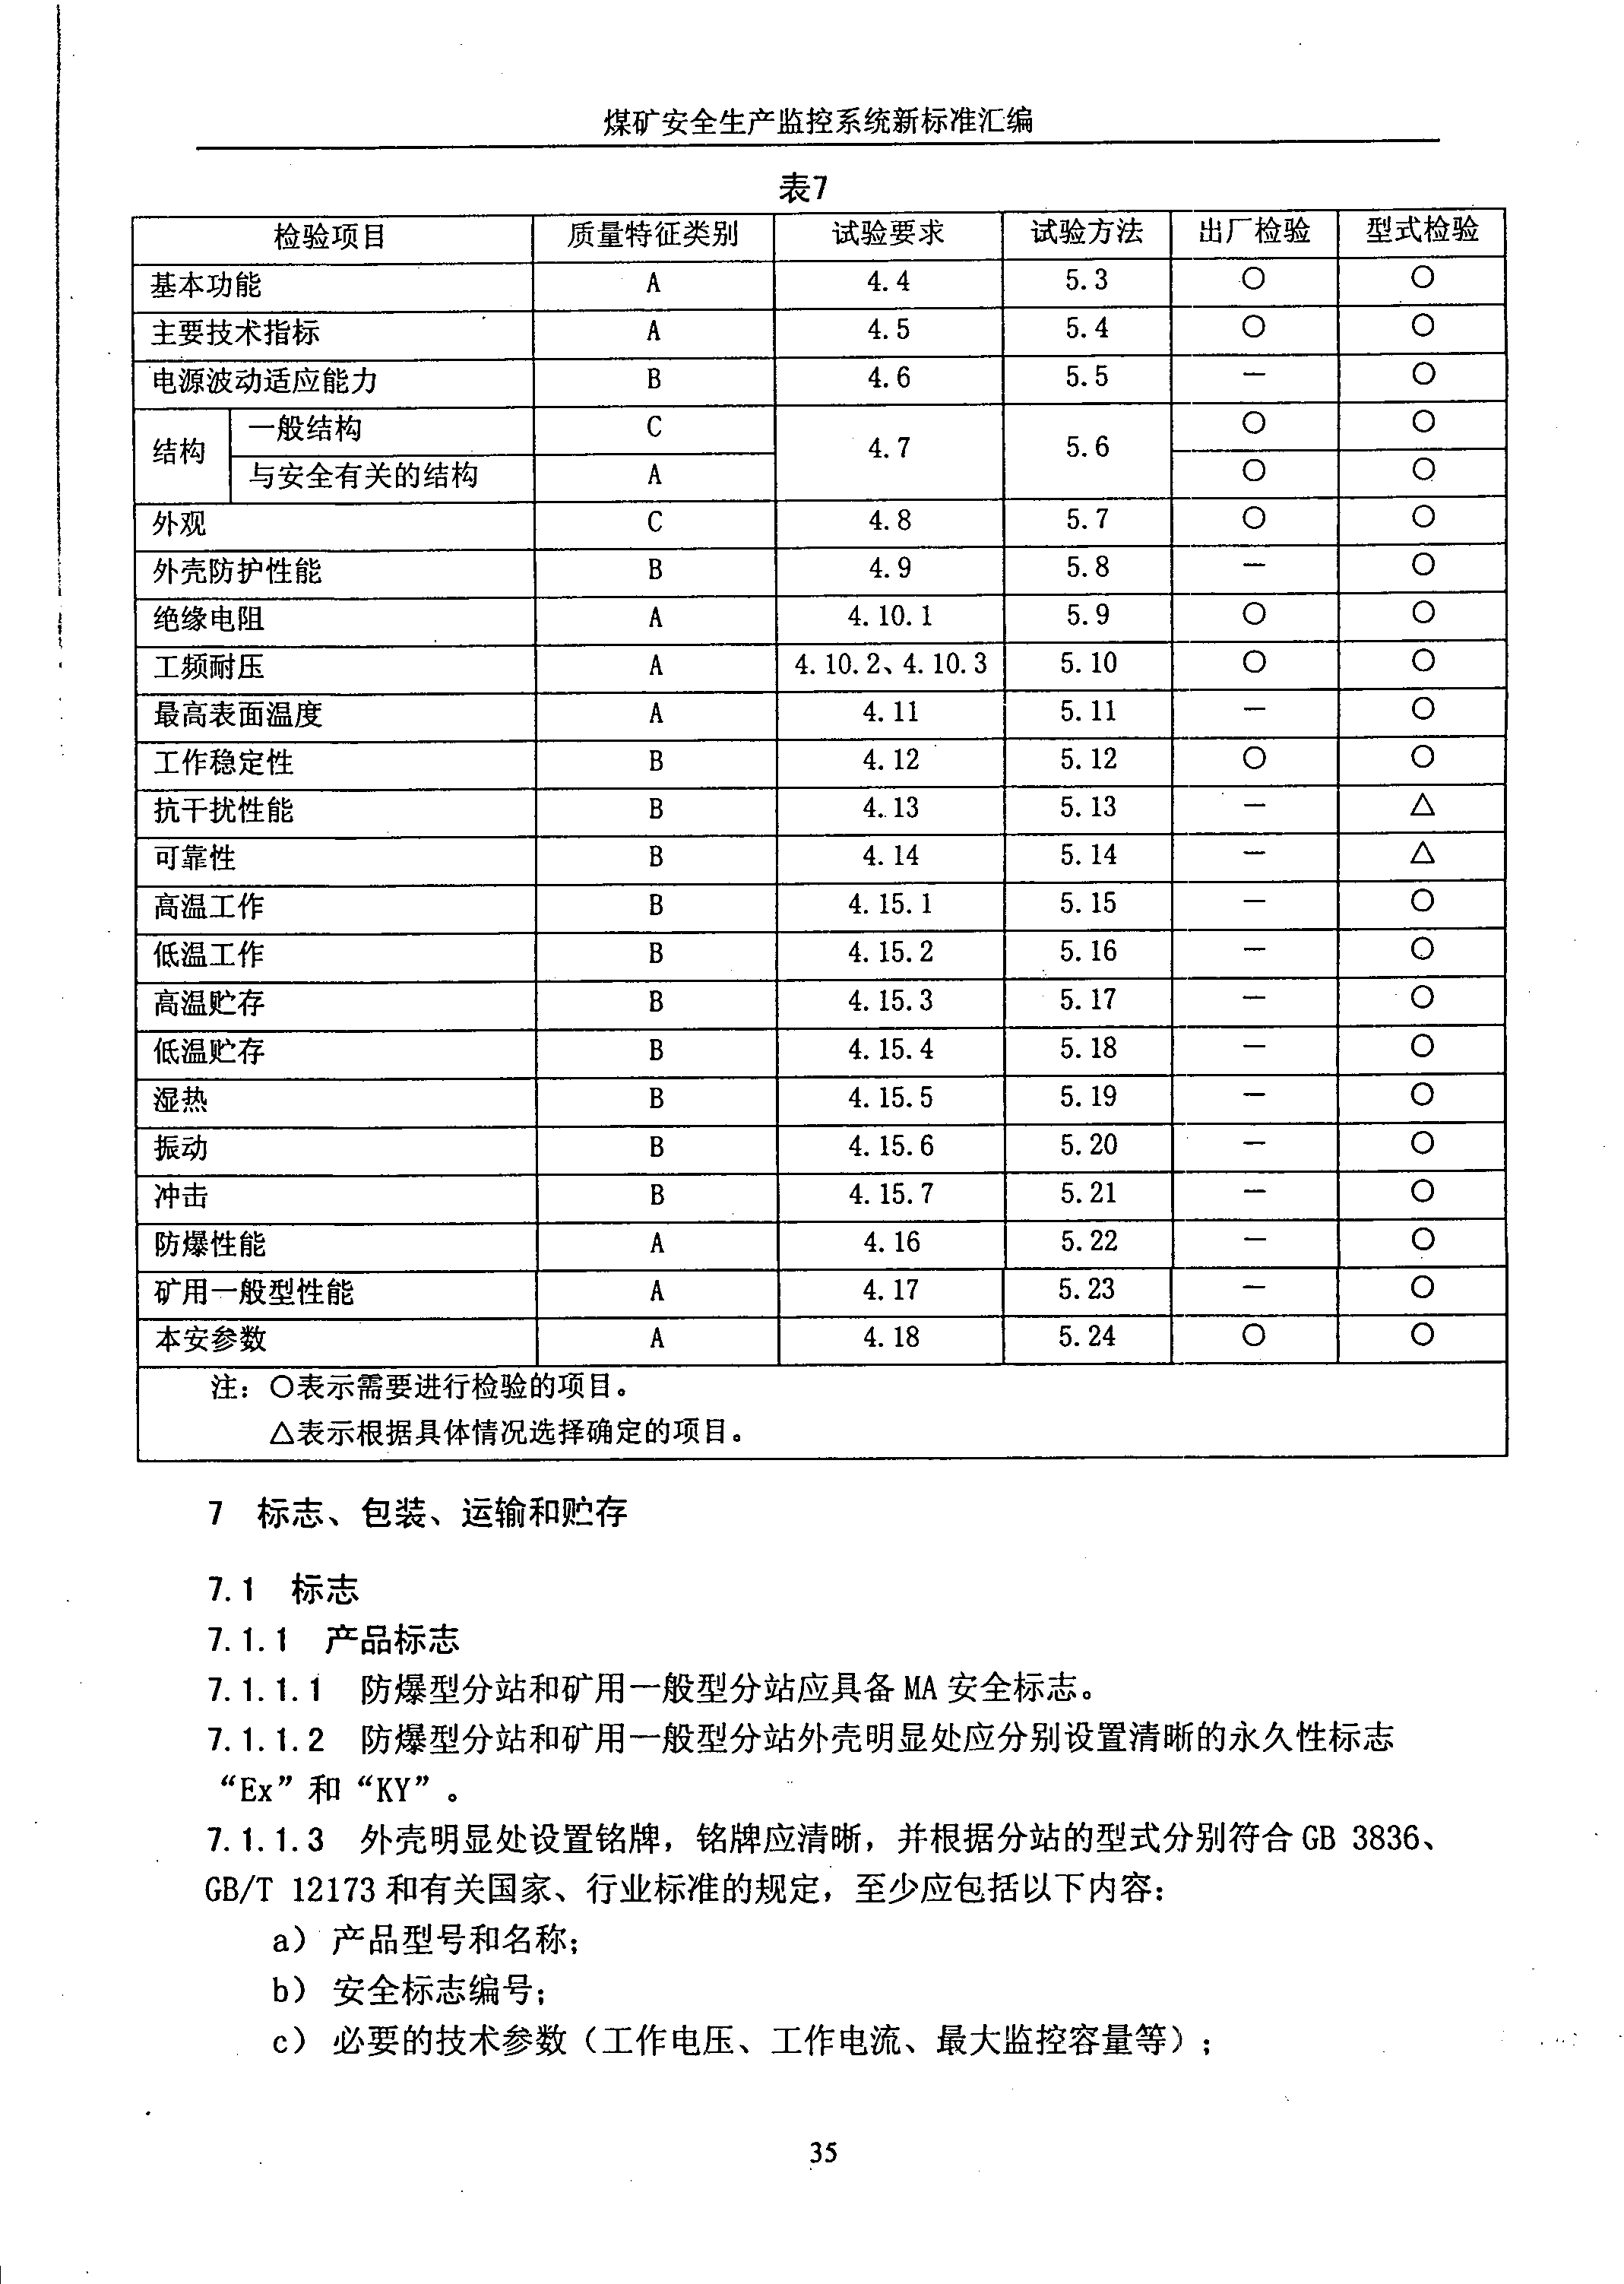 煤矿安全生产监控系统新标准汇编
表7
检验项目 质量特征类别 试验要求 试验方法 出厂检验 型式检验
基本功能 A 4.4 5.3 ○ ○
主要技术指标 A 4.5 5.4 ○ ○
电源波动适应能力 B 4.6 5.5 — ○
结构 一般结构 C 4.7 5.6 ○ ○
与安全有关的结构 A ○ ○
外观 C 4.8 5.7 ○ ○
外壳防护性能 B 4.9 5.8 — ○
绝缘电阻 A 4.10.1 5.9 ○ ○
工频耐压 A 4.10.2、4.10.3 5.10 ○ ○
最高表面温度 A 4.11 5.11 — ○
工作稳定性 B 4.12 5.12 ○ ○
抗干扰性能 B 4.13 5.13 — △
可靠性 B 4.14 5.14 — △
高温工作 B 4.15.1 5.15 — ○
低温工作 B 4.15.2 5.16 — ○
高温贮存 B 4.15.3 5.17 — ○
低温贮存 B 4.15.4 5.18 — ○
湿热 B 4.15.5 5.19 — ○
振动 B 4.15.6 5.20 — ○
冲击 B 4.15.7 5.21 — ○
防爆性能 A 4.16 5.22 — ○
矿用一般型性能 A 4.17 5.23 — ○
本安参数 A 4.18 5.24 ○ ○
注：○表示需要进行检验的项目。
△表示根据具体情况选择确定的项目。
7 标志、包装、运输和贮存
7.1 标志
7.1.1 产品标志
7.1.1.1 防爆型分站和矿用一般型分站应具备 MA 安全标志。
7.1.1.2 防爆型分站和矿用一般型分站外壳明显处应分别设置清晰的永久性标志
“Ex”和“KY”。
7.1.1.3 外壳明显处设置铭牌，铭牌应清晰，并根据分站的型式分别符合 GB 3836、
GB/T 12173 和有关国家、行业标准的规定，至少应包括以下内容：
a） 产品型号和名称；
b） 安全标志编号；
c） 必要的技术参数（工作电压、工作电流、最大监控容量等）；
35